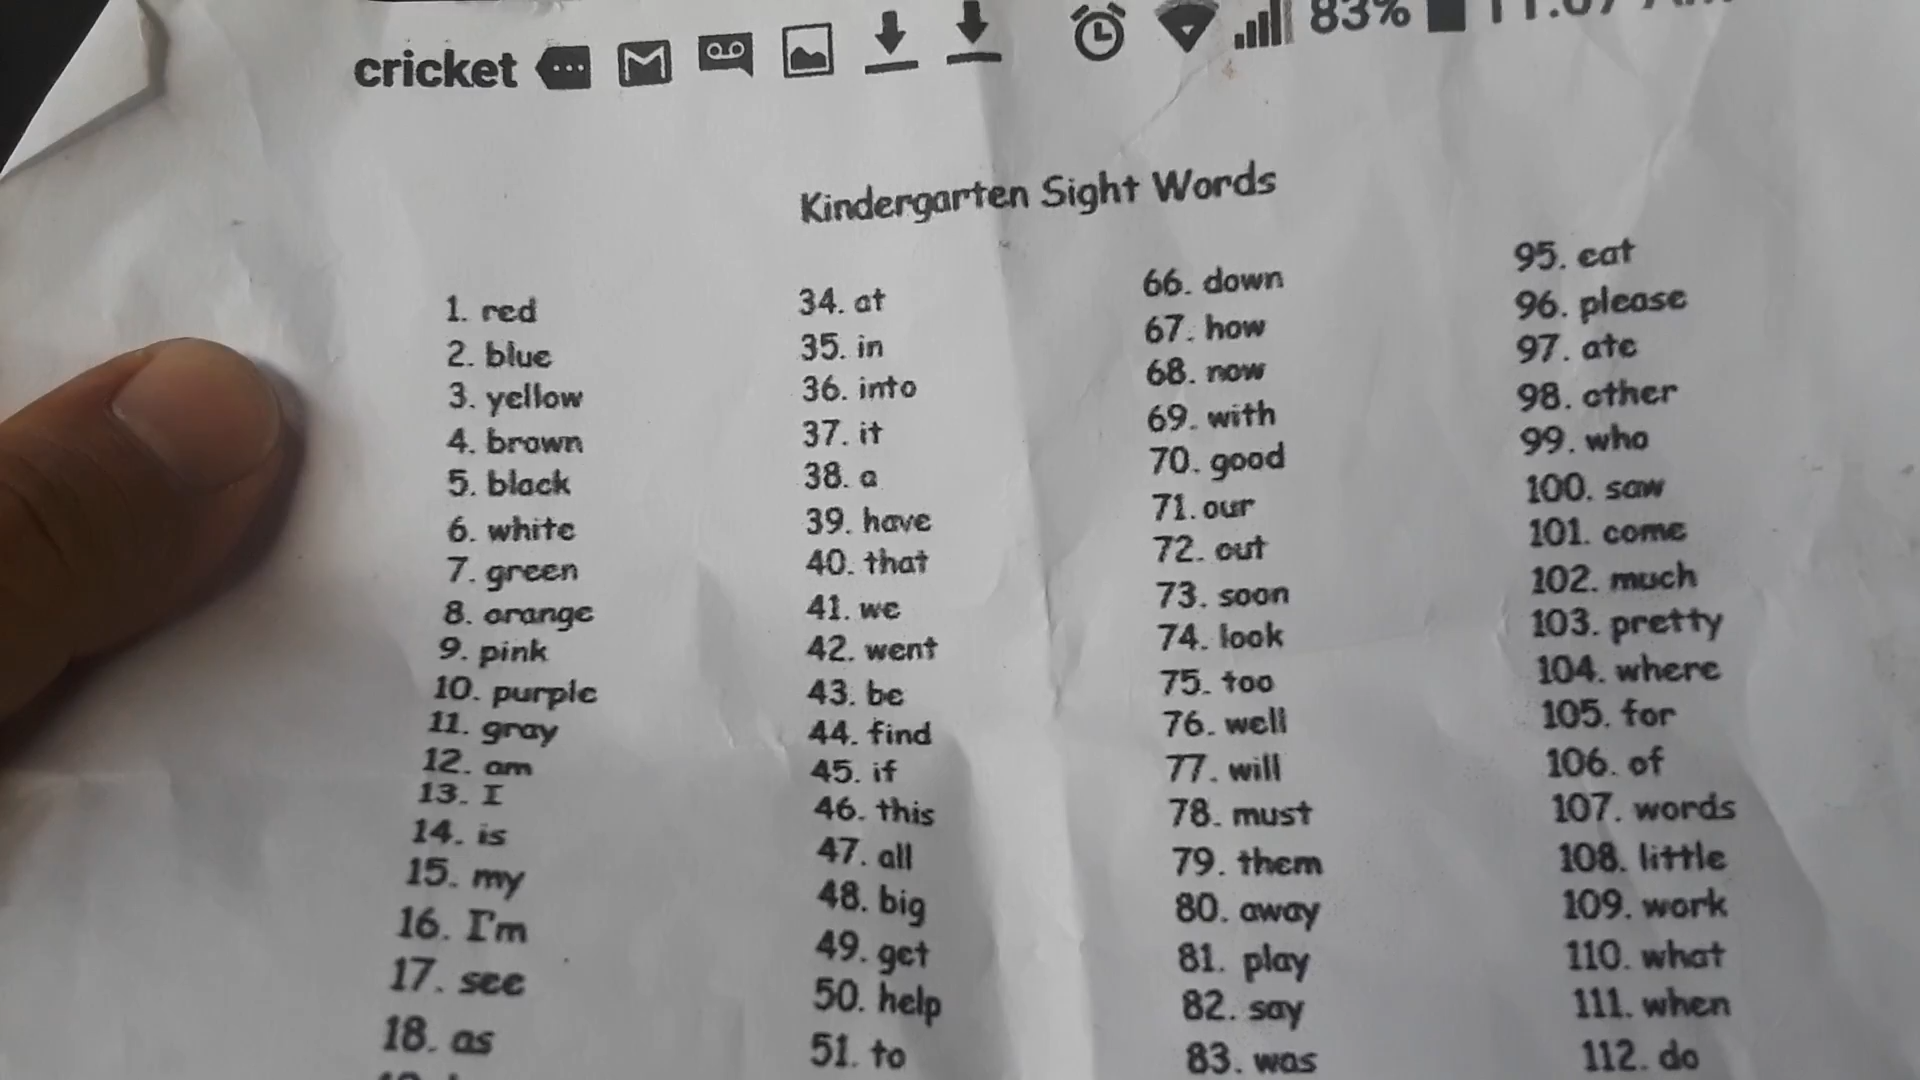 cricket 83%
Kindergarten Sight Words
1. red
2. blue
3. yellow
4. brown
5. black
6. white
7. green
8. orange
9. pink
10. purple
11. gray
12. am
13. I
14. is
15. my
16. I'm
17. see
18. as
34. at
35. in
36. into
37. it
38. a
39. have
40. that
41. we
42. went
43. be
44. find
45. if
46. this
47. all
48. big
49. get
50. help
51. to
66. down
67. how
68. now
69. with
70. good
71. our
72. out
73. soon
74. look
75. too
76. well
77. will
78. must
79. them
80. away
81. play
82. say
83. was
95. eat
96. please
97. ate
98. other
99. who
100. saw
101. come
102. much
103. pretty
104. where
105. for
106. of
107. words
108. little
109. work
110. what
111. when
112. do